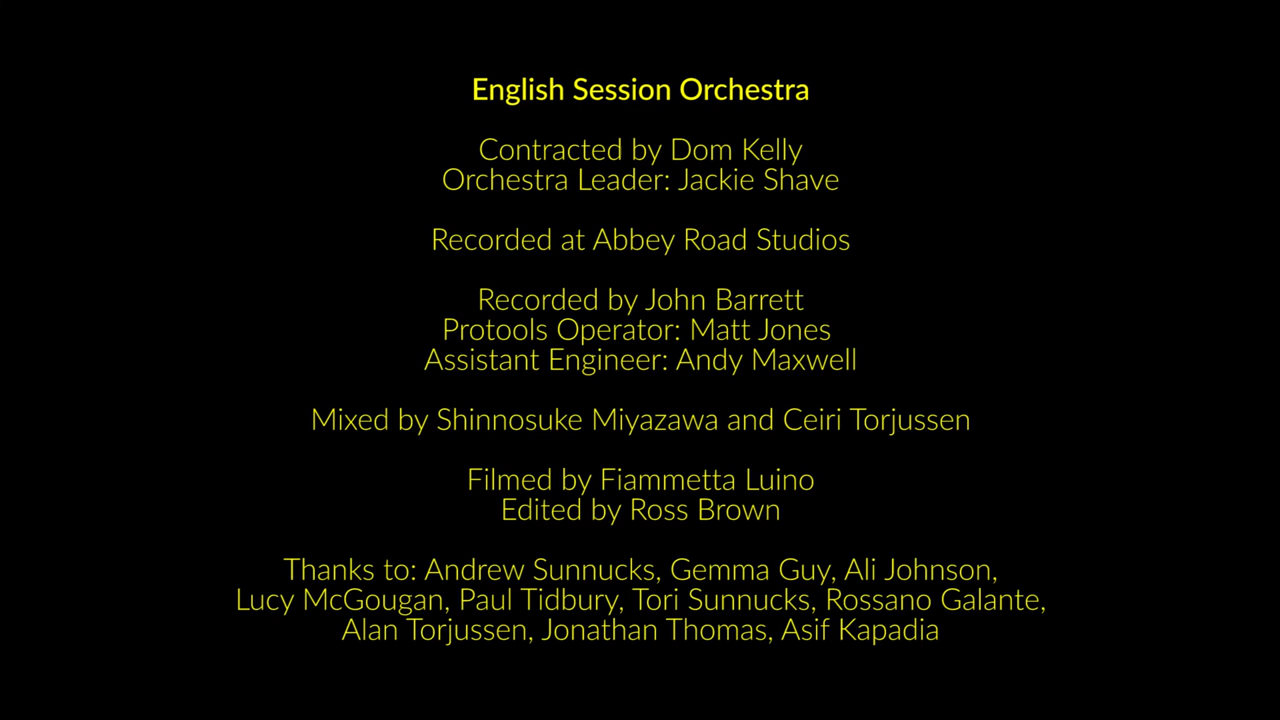 English Session Orchestra
Contracted by Dom Kelly
Orchestra Leader: Jackie Shave
Recorded at Abbey Road Studios
Recorded by John Barrett
Protools Operator: Matt Jones
Assistant Engineer: Andy Maxwell
Mixed by Shinnosuke Miyazawa and Ceiri Torjussen
Filmed by Fiammetta Luino
Edited by Ross Brown
Thanks to: Andrew Sunnucks, Gemma Guy, Ali Johnson,
Lucy McGougan, Paul Tidbury, Tori Sunnucks, Rossano Galante,
Alan Torjussen, Jonathan Thomas, Asif Kapadia